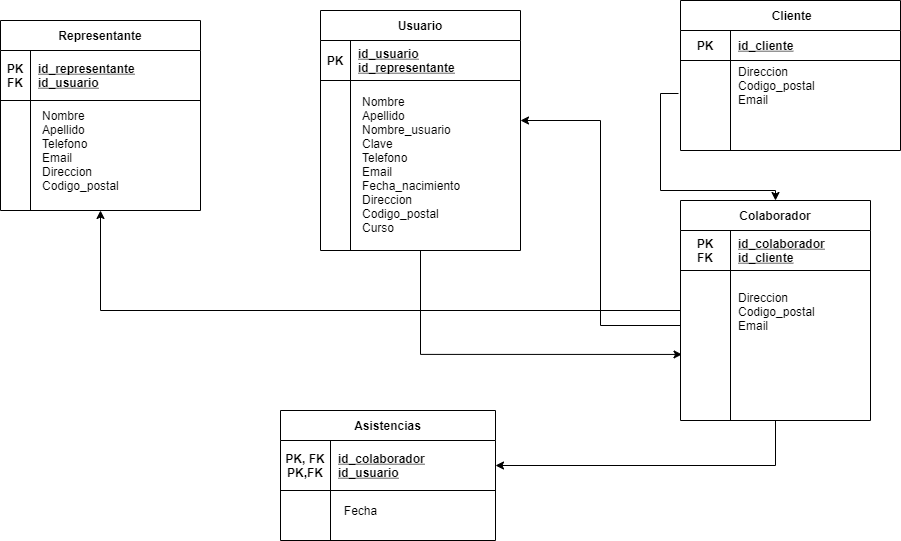 Representante
PK
FK
id_representante
id_usuario
Nombre
Apellido
Telefono
Email
Direccion
Codigo_postal
Usuario
PK
id_usuario
id_representante
Nombre
Apellido
Nombre_usuario
Clave
Telefono
Email
Fecha_nacimiento
Direccion
Codigo_postal
Curso
Cliente
PK
id_cliente
Direccion
Codigo_postal
Email
Colaborador
PK
FK
id_colaborador
id_cliente
Direccion
Codigo_postal
Email
Asistencias
PK, FK
PK,FK
id_colaborador
id_usuario
Fecha